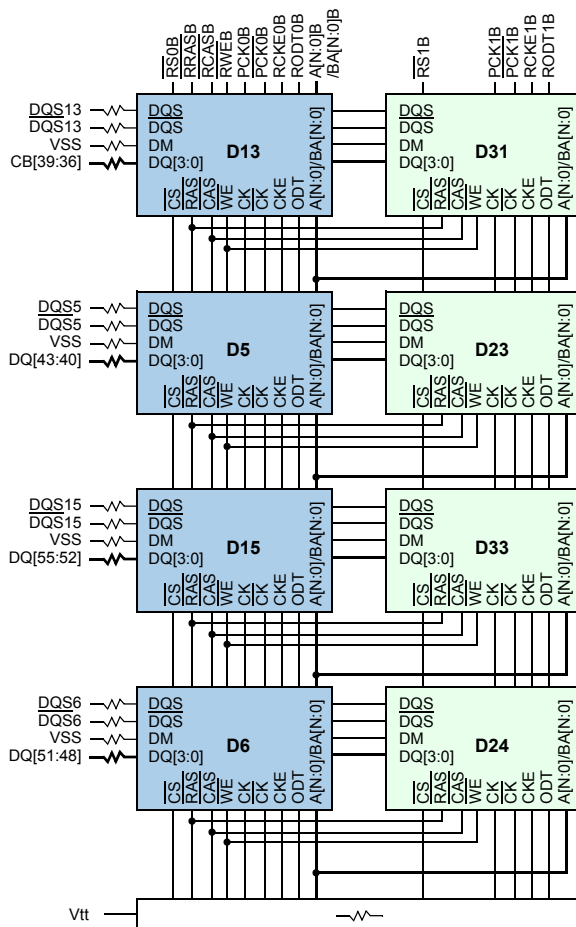 RS0B
RRASB
RCASB
RWEB
PCK0B
PCK0B
RCKE0B
RODT0B
A[N:0]B
/BA[N:0]B
RS1B
PCK1B
PCK1B
RCKE1B
RODT1B
DQS13
DQS13
VSS
CB[39:36]
DQS
DQS
DM
DQ[3:0]
D13
CS
RAS
CAS
WE
CK
CK
CKE
ODT
A[N:0]/BA[N:0]
DQS
DQS
DM
DQ[3:0]
D31
CS
RAS
CAS
WE
CK
CK
CKE
ODT
A[N:0]/BA[N:0]
DQS5
DQS5
VSS
DQ[43:40]
DQS
DQS
DM
DQ[3:0]
D5
CS
RAS
CAS
WE
CK
CK
CKE
ODT
A[N:0]/BA[N:0]
DQS
DQS
DM
DQ[3:0]
D23
CS
RAS
CAS
WE
CK
CK
CKE
ODT
A[N:0]/BA[N:0]
DQS15
DQS15
VSS
DQ[55:52]
DQS
DQS
DM
DQ[3:0]
D15
CS
RAS
CAS
WE
CK
CK
CKE
ODT
A[N:0]/BA[N:0]
DQS
DQS
DM
DQ[3:0]
D33
CS
RAS
CAS
WE
CK
CK
CKE
ODT
A[N:0]/BA[N:0]
DQS6
DQS6
VSS
DQ[51:48]
DQS
DQS
DM
DQ[3:0]
D6
CS
RAS
CAS
WE
CK
CK
CKE
ODT
A[N:0]/BA[N:0]
DQS
DQS
DM
DQ[3:0]
D24
CS
RAS
CAS
WE
CK
CK
CKE
ODT
A[N:0]/BA[N:0]
Vtt